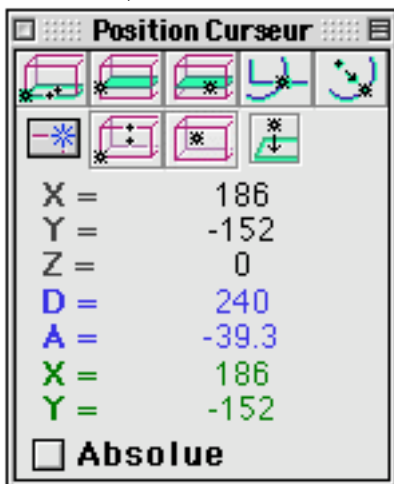 Position Curseur
X = 186
Y = -152
Z = 0
D = 240
A = -39.3
X = 186
Y = -152
Absolue